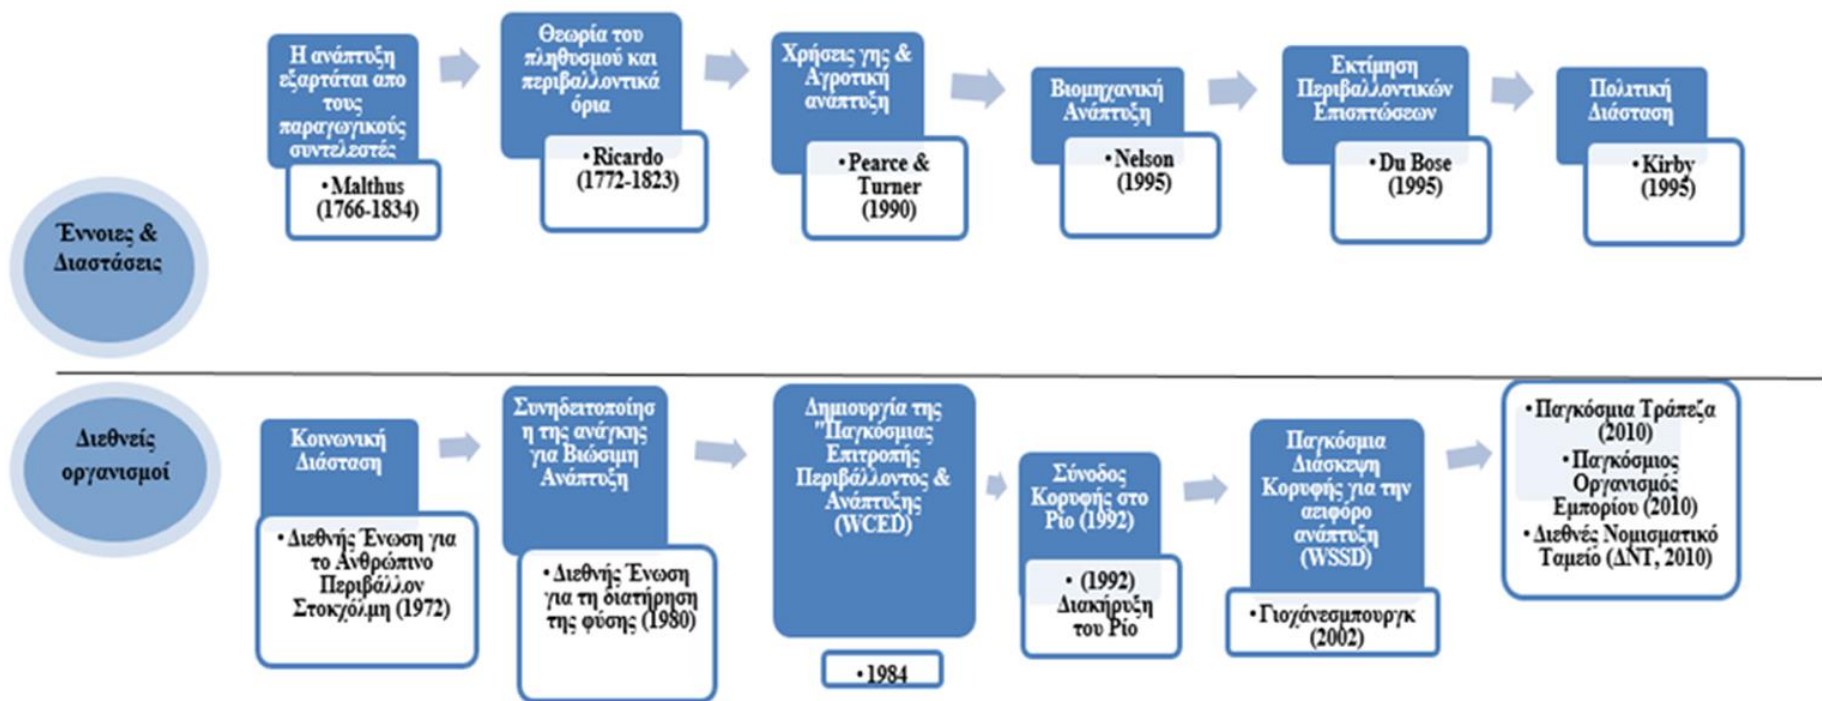 Έννοιες &
Διαστάσεις
Η ανάπτυξη
εξαρτάται απο
τους
παραγωγικούς
συντελεστές
• Malthus
(1766-1834)
Θεωρία του
πληθυσμού και
περιβαλλοντικά
όρια
• Ricardo
(1772-1823)
Χρήσεις γης &
Αγροτική
ανάπτυξη
• Pearce &
Turner
(1990)
Βιομηχανική
Ανάπτυξη
• Nelson
(1995)
Εκτίμηση
Περιβαλλοντικών
Επισπτώσεων
• Du Bose
(1995)
Πολιτική
Διάσταση
• Kirby
(1995)
Διεθνείς
οργανισμοί
Κοινωνική
Διάσταση
• Διεθνής Ένωση για
το Ανθρώπινο
Περιβάλλον
Στοκχόλμη (1972)
Συνηδειτοποίησ
η της ανάγκης
για Βιώσιμη
Ανάπτυξη
• Διεθνής Ένωση
για τη διατήρηση
της φύσης (1980)
Δημιουργία της
"Παγκόσμιας
Επιτροπής
Περιβάλλοντος &
Ανάπτυξης
(WCED)
• 1984
Σύνοδος
Κορυφής στο
Ρίο (1992)
• (1992)
Διακήρυξη
του Ρίο
Παγκόσμια
Διάσκεψη
Κορυφής για την
αειφόρο
ανάπτυξη
(WSSD)
• Γιοχάνεσμπουργκ
(2002)
• Παγκόσμια Τράπεζα
(2010)
• Παγκόσμιος
Οργανισμός
Εμπορίου (2010)
• Διεθνές Νομισματικό
Ταμείο (ΔΝΤ, 2010)